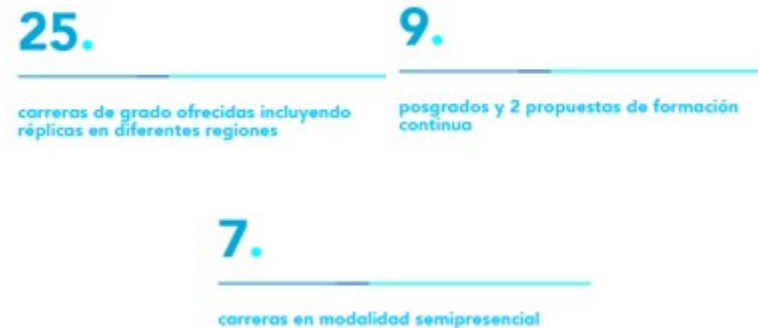 25.
carreras de grado ofrecidas incluyendo
réplicas en diferentes regiones
9.
posgrados y 2 propuestas de formación
continua
7.
carreras en modalidad semipresencial